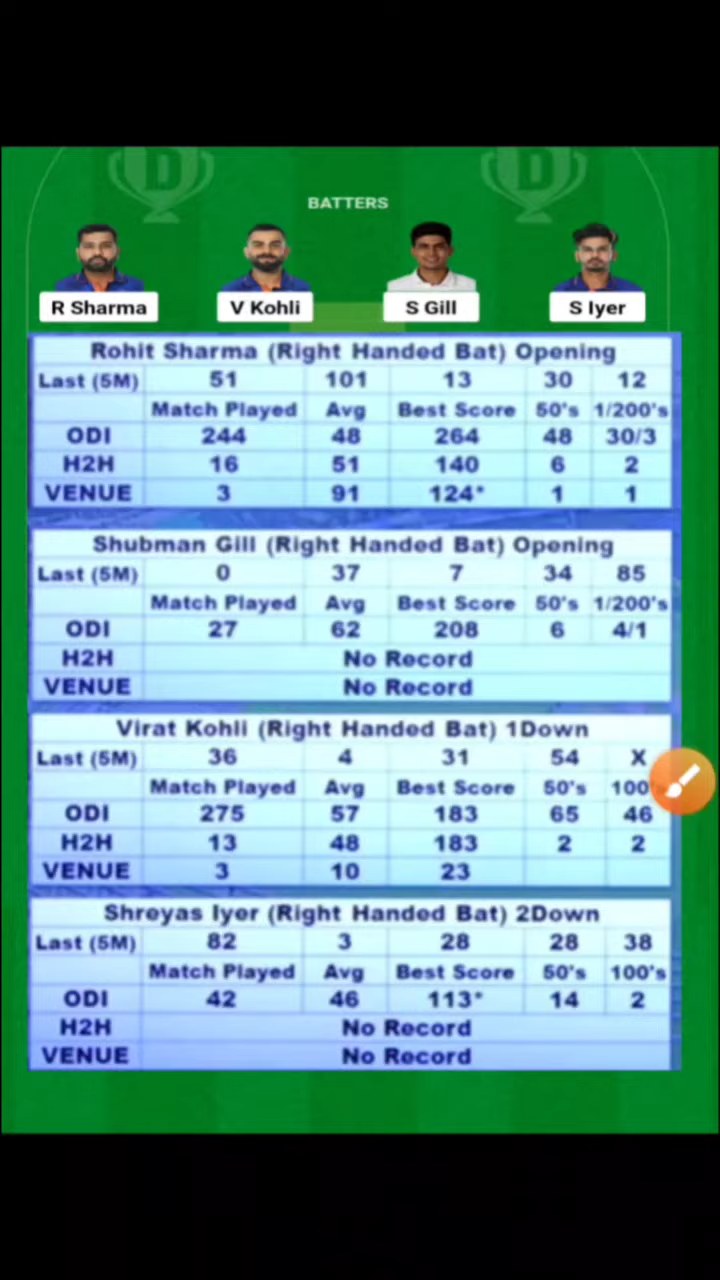 BATTERS
R Sharma V Kohli S Gill S Iyer
Rohit Sharma (Right Handed Bat) Opening
Last (5M) 51 101 13 30 12
Match Played Avg Best Score 50's 1/200's
ODI 244 48 264 48 30/3
H2H 16 51 140 6 2
VENUE 3 91 124* 1 1
Shubman Gill (Right Handed Bat) Opening
Last (5M) 0 37 7 34 85
Match Played Avg Best Score 50's 1/200's
ODI 27 62 208 6 4/1
H2H No Record
VENUE No Record
Virat Kohli (Right Handed Bat) 1Down
Last (5M) 36 4 31 54 X
Match Played Avg Best Score 50's 100
ODI 275 57 183 65 46
H2H 13 48 183 2 2
VENUE 3 10 23
Shreyas Iyer (Right Handed Bat) 2Down
Last (5M) 82 3 28 28 38
Match Played Avg Best Score 50's 100's
ODI 42 46 113* 14 2
H2H No Record
VENUE No Record